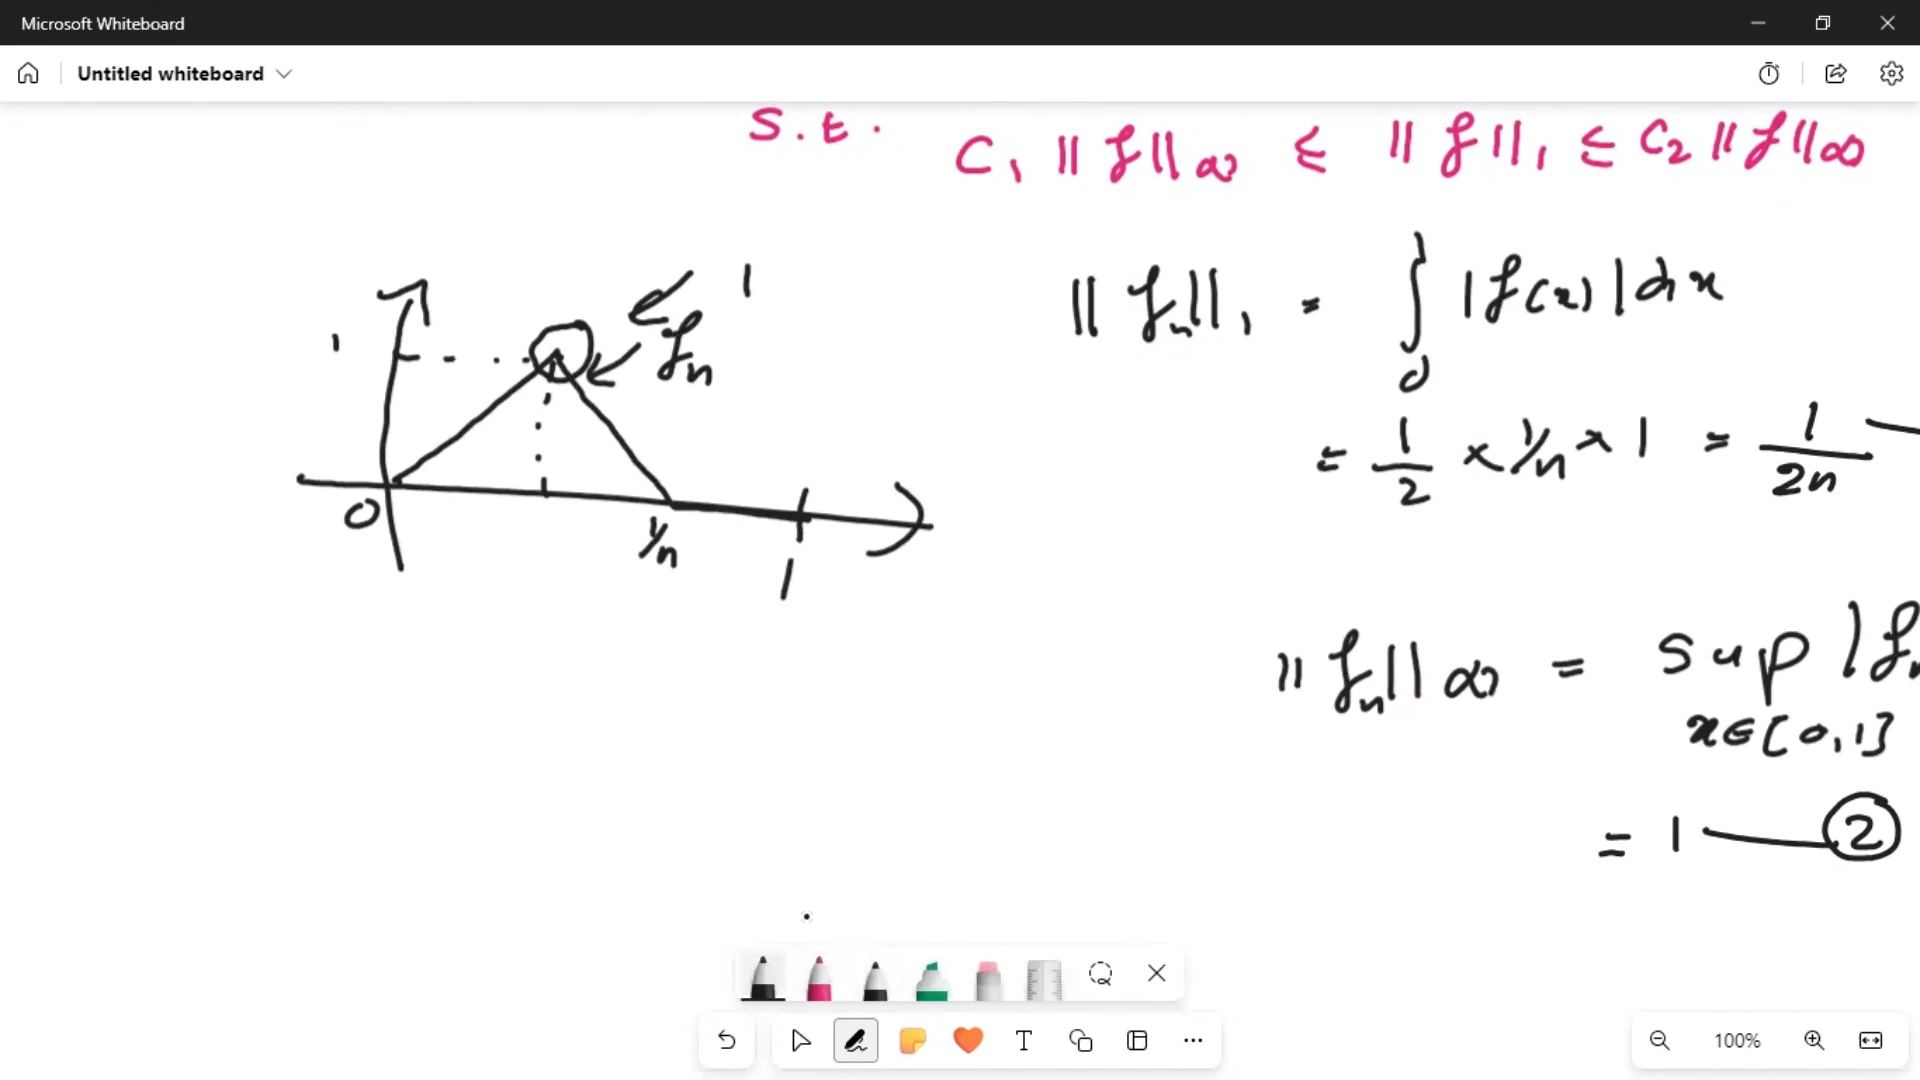 Microsoft Whiteboard
Untitled whiteboard
S.t.
C₁ ||f||∞ ≤ ||f||₁ ≤ C₂ ||f||∞
1
1
fₙ
0
1/n
1
||fₙ||₁ = ∫₀¹ |f(x)| dx
= 1/2 × 1/n × 1 = 1/2n
||fₙ||∞ = sup |fₙ
x∈[0,1]
= 1 — ②
100%